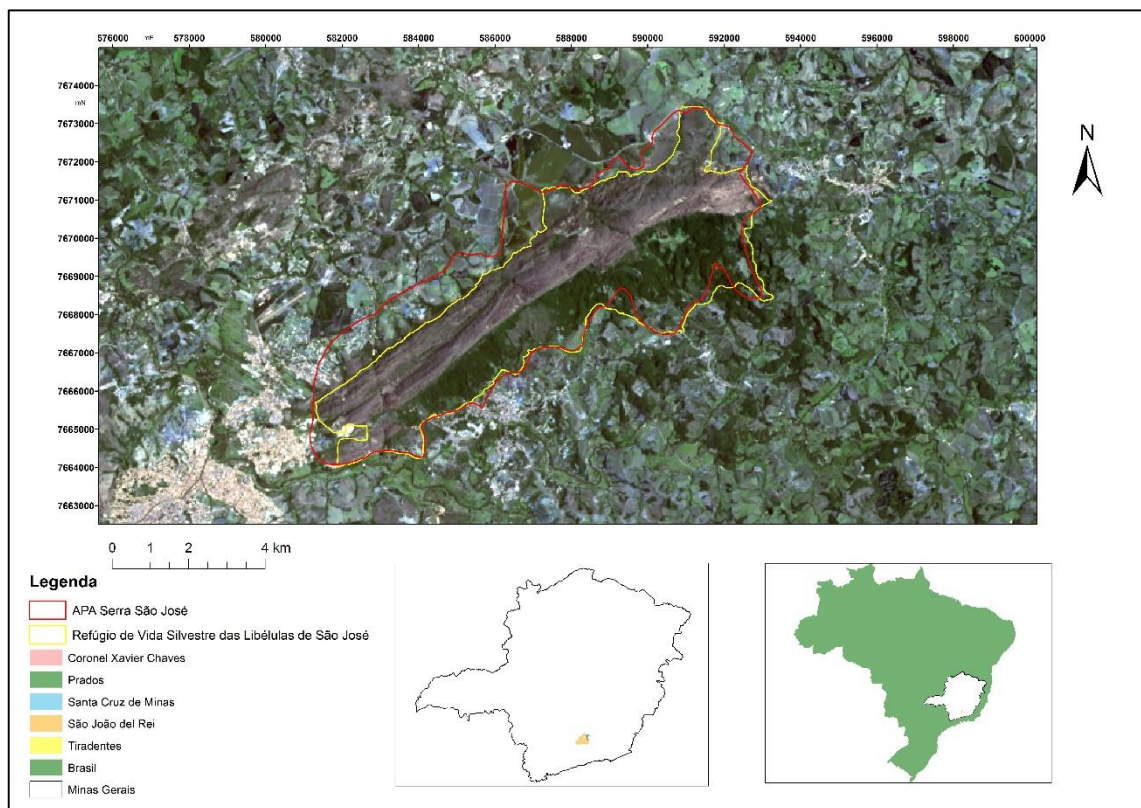 576000 578000 580000 582000 584000 586000 588000 590000 592000 594000 596000 598000 600000
7674000
7673000
7672000
7671000
7670000
7669000
7668000
7667000
7666000
7665000
7664000
7663000
N
0 1 2 4 km
Legenda
APA Serra São José
Refúgio de Vida Silvestre das Libélulas de São José
Coronel Xavier Chaves
Prados
Santa Cruz de Minas
São João del Rei
Tiradentes
Brasil
Minas Gerais